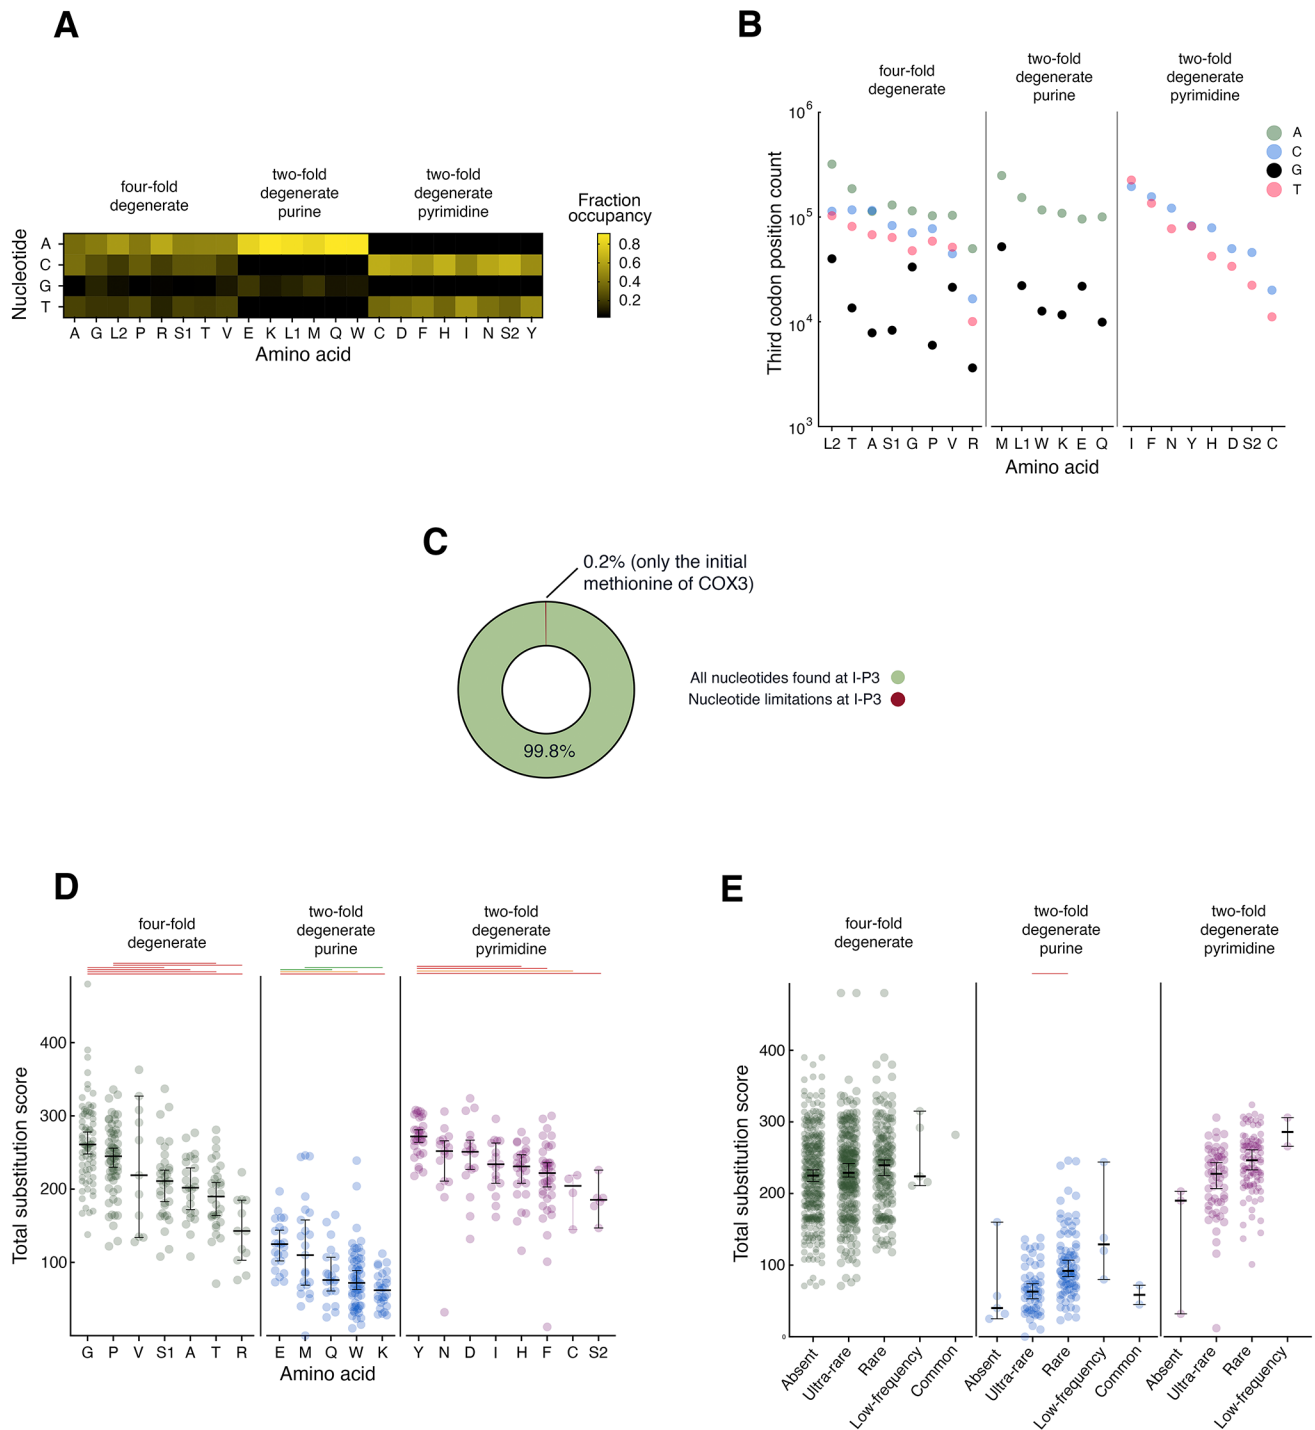 A
four-fold
degenerate
two-fold
degenerate
purine
two-fold
degenerate
pyrimidine
Fraction
occupancy
Nucleotide
A
C
G
T
0.8
0.6
0.4
0.2
A G L2 P R S1 T V E K L1 M Q W C D F H I N S2 Y
Amino acid
B
four-fold
degenerate
two-fold
degenerate
purine
two-fold
degenerate
pyrimidine
A
C
G
T
Third codon position count
10^6
10^5
10^4
10^3
L2 T A S1 G P V R M L1 W K E Q I F N Y H D S2 C
Amino acid
C
0.2% (only the initial
methionine of COX3)
99.8%
All nucleotides found at I-P3
Nucleotide limitations at I-P3
D
four-fold
degenerate
two-fold
degenerate
purine
two-fold
degenerate
pyrimidine
Total substitution score
400
300
200
100
G P V S1 A T R E M Q W K Y N D I H F C S2
Amino acid
E
four-fold
degenerate
two-fold
degenerate
purine
two-fold
degenerate
pyrimidine
Total substitution score
400
300
200
100
0
Absent Ultra-rare Rare Low-frequency Common Absent Ultra-rare Rare Low-frequency Common Absent Ultra-rare Rare Low-frequency